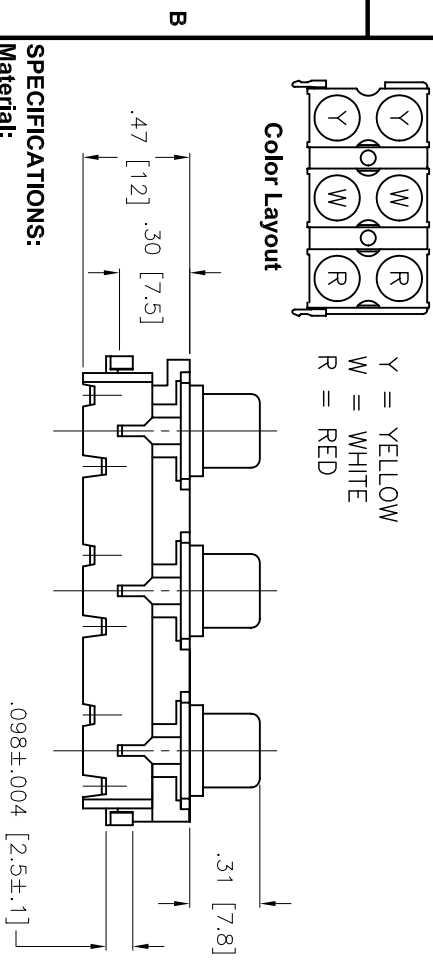 Y W R
Y W R
Y = YELLOW
W = WHITE
R = RED
Color Layout
.31 [7.8]
B
.30 [7.5]
.47 [12]
.098±.004 [2.5±.1]
SPECIFICATIONS:
Material: